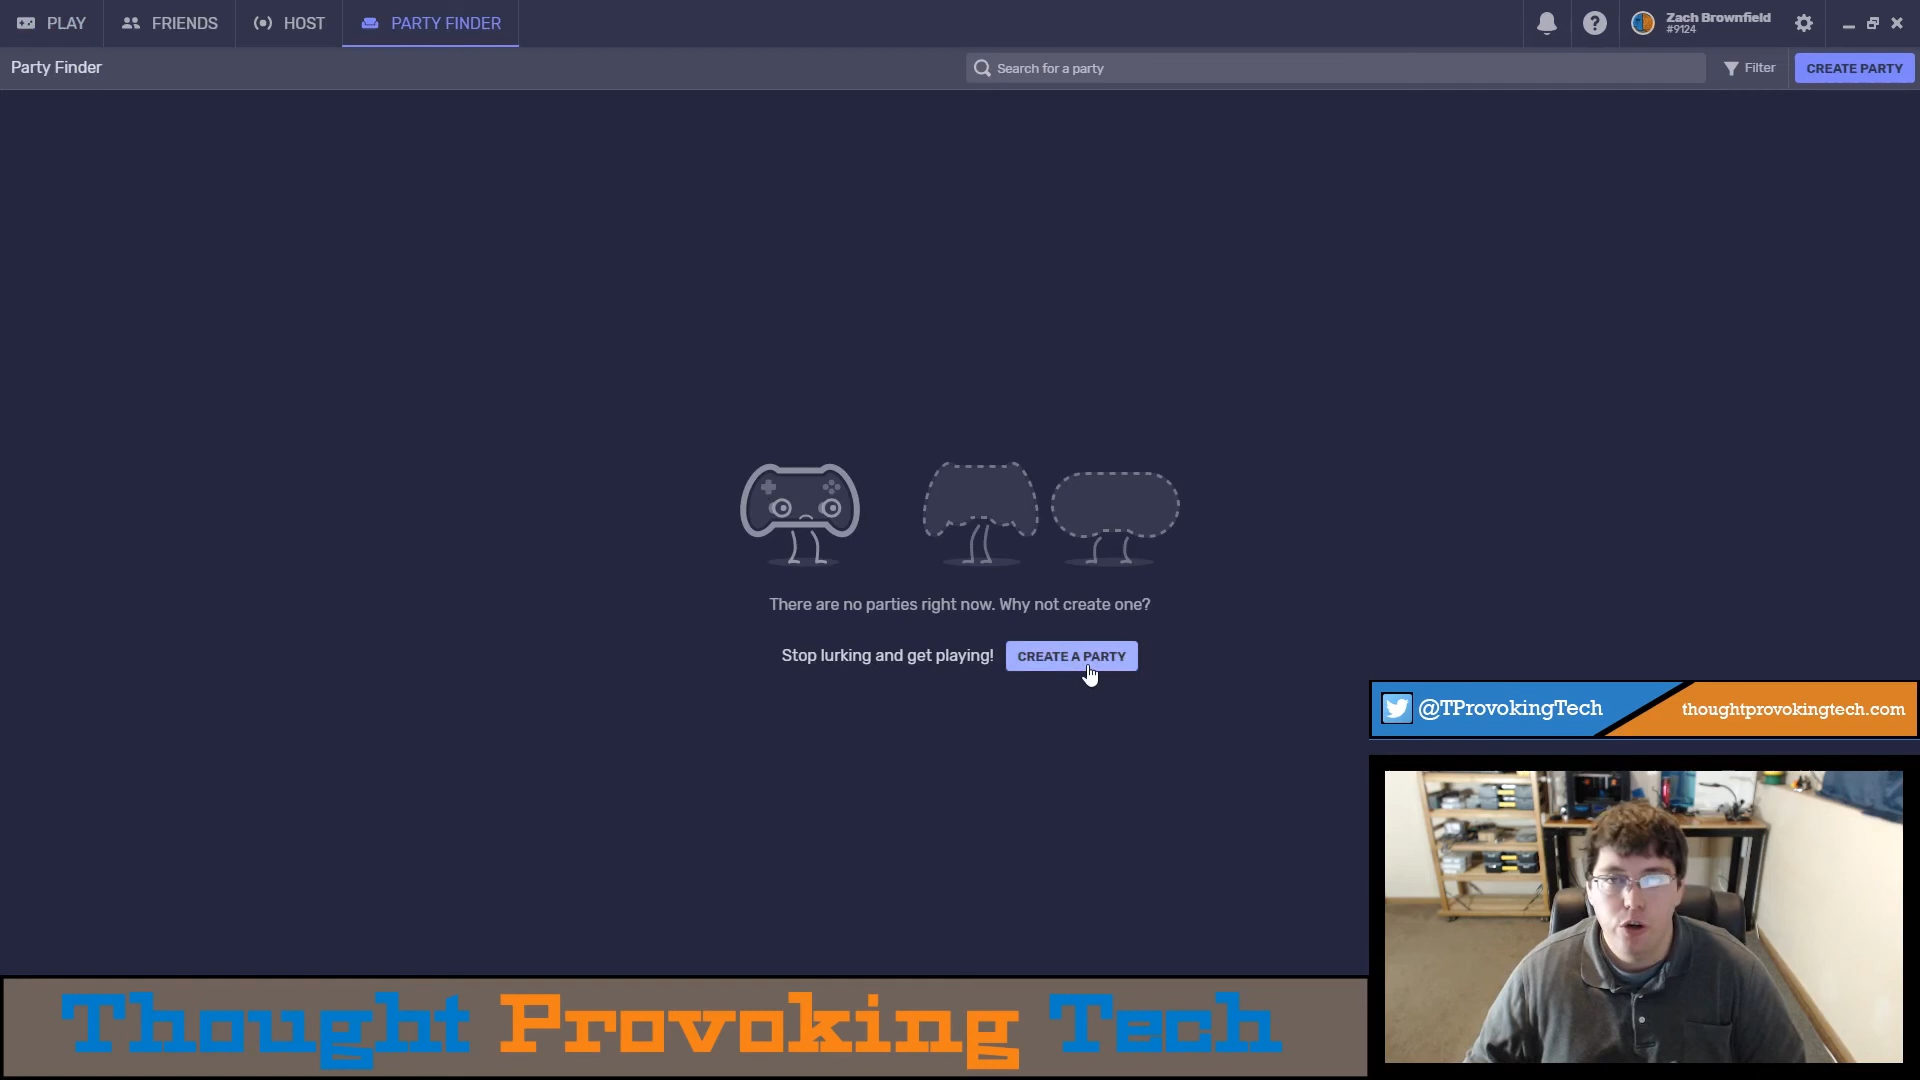 PLAY
FRIENDS
HOST
PARTY FINDER
Zach Brownfield
#9124
Party Finder
Search for a party
Filter
CREATE PARTY
There are no parties right now. Why not create one?
Stop lurking and get playing!
CREATE A PARTY
@TProvokingTech
thoughtprovokingtech.com
Thought Provoking Tech